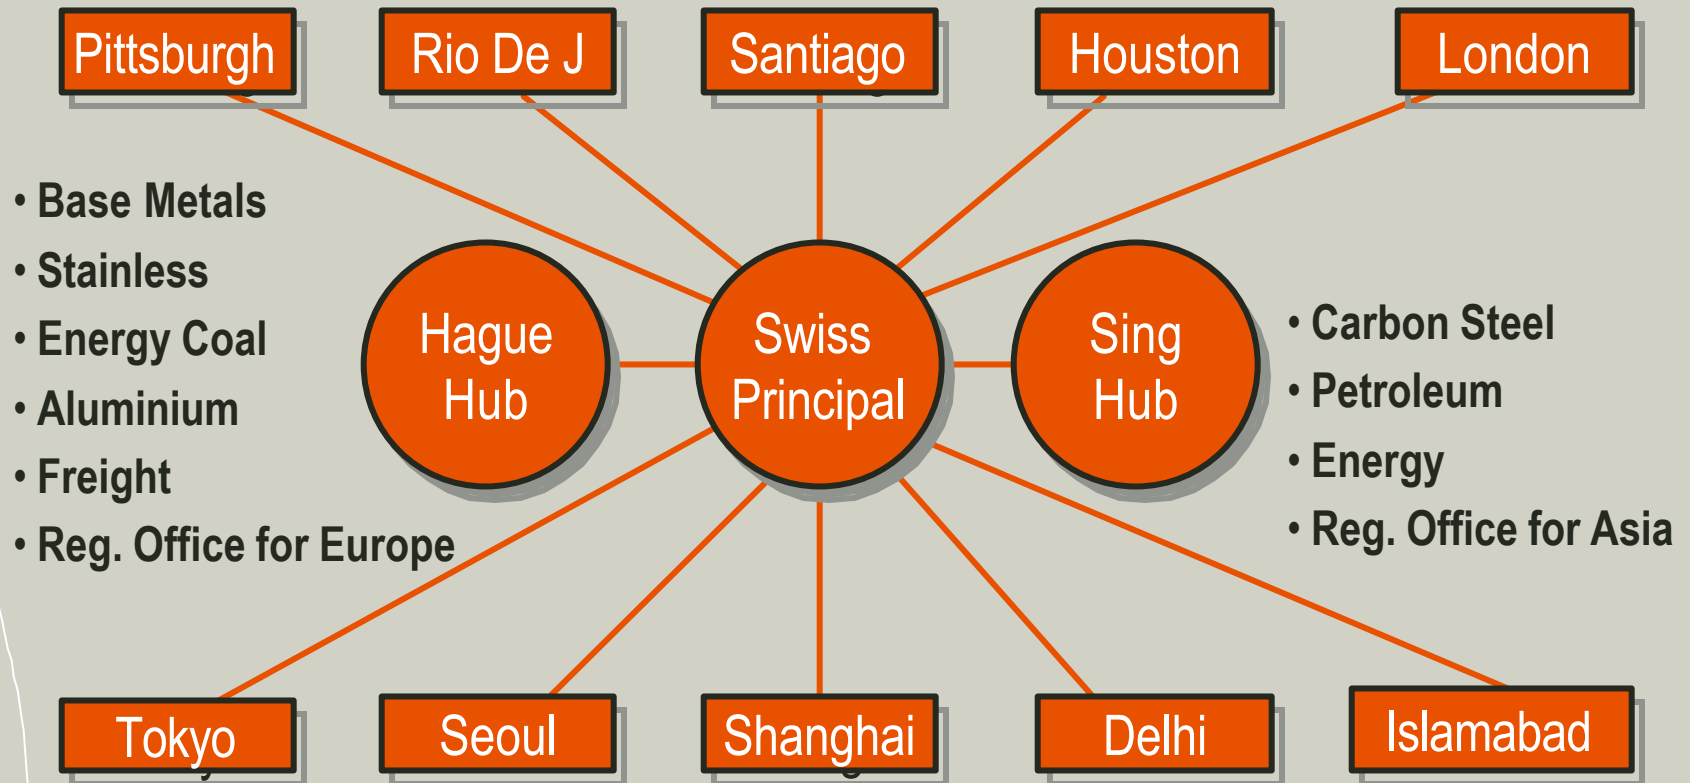 Pittsburgh
Rio De J
Santiago
Houston
London
• Base Metals
• Stainless
• Energy Coal
• Aluminium
• Freight
• Reg. Office for Europe
Hague
Hub
Swiss
Principal
Sing
Hub
• Carbon Steel
• Petroleum
• Energy
• Reg. Office for Asia
Tokyo
Seoul
Shanghai
Delhi
Islamabad